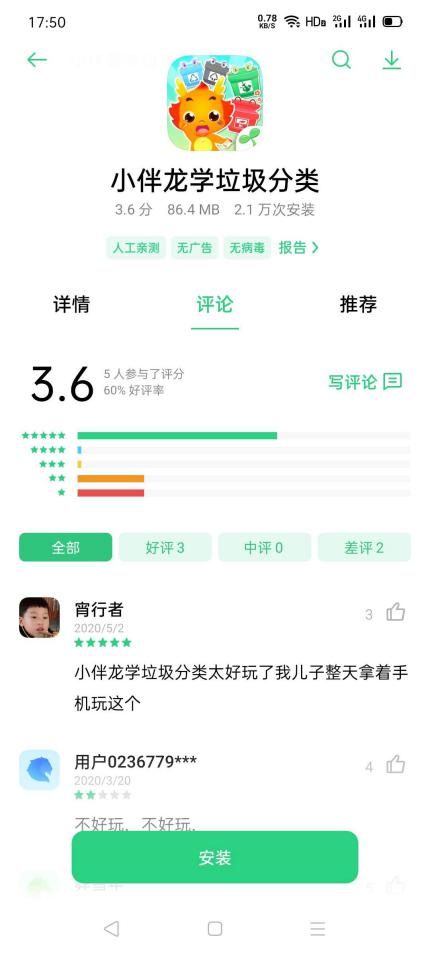 17:50
0.78 KB/S HD 2G 4G
小伴龙学垃圾分类
3.6 分 86.4 MB 2.1 万次安装
人工亲测 无广告 无病毒 报告
详情 评论 推荐
3.6
5 人参与了评分
60% 好评率
写评论
全部 好评 3 中评 0 差评 2
宵行者
3
2020/5/2
小伴龙学垃圾分类太好玩了我儿子整天拿着手
机玩这个
用户0236779***
4
2020/3/20
不好玩，不好玩，
安装
5